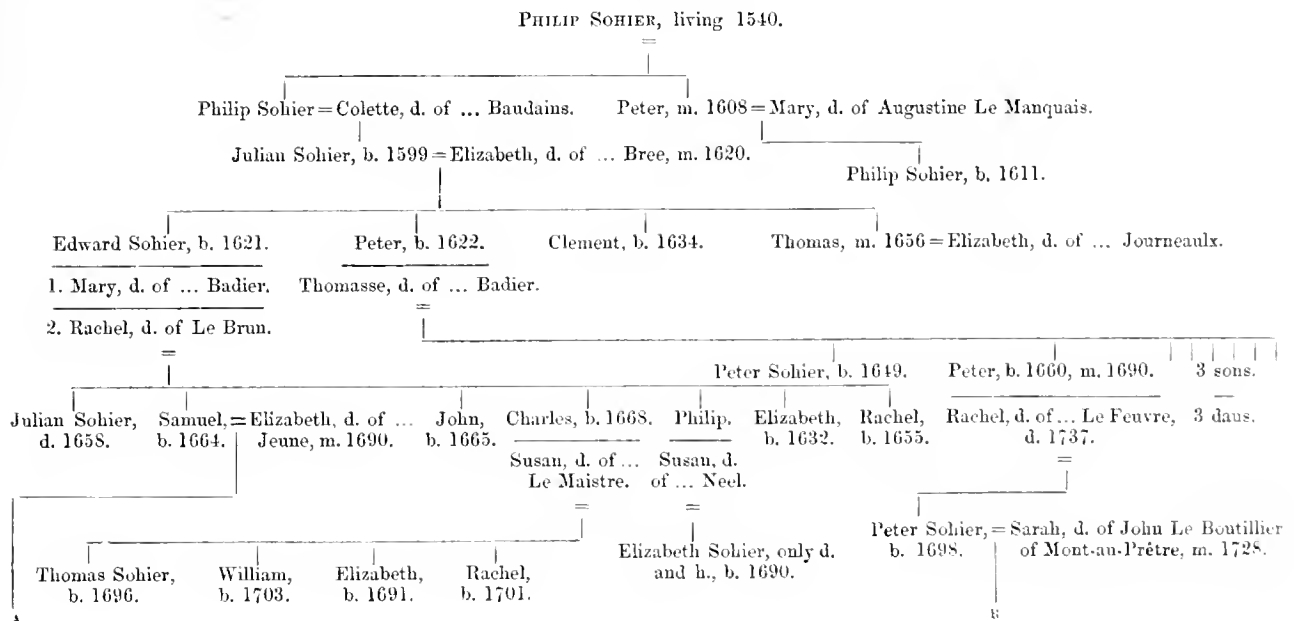 PHILIP SOHIER, living 1540.
=
Philip Sohier = Colette, d. of ... Baudains. Peter, m. 1608 = Mary, d. of Augustine Le Manquais.
Julian Sohier, b. 1599 = Elizabeth, d. of ... Bree, m. 1620.
Philip Sohier, b. 1611.
Edward Sohier, b. 1621. Peter, b. 1622. Clement, b. 1634. Thomas, m. 1656 = Elizabeth, d. of ... Journeaulx.
1. Mary, d. of ... Badier. Thomasse, d. of ... Badier.
=
2. Rachel, d. of Le Brun.
=
Peter Sohier, b. 1649. Peter, b. 1660, m. 1690. 3 sons.
Julian Sohier, Samuel, = Elizabeth, d. of ... John, Charles, b. 1668. Philip. Elizabeth, Rachel, Rachel, d. of ... Le Feuvre, 3 daus.
d. 1658. b. 1664. Jeune, m. 1690. b. 1665. b. 1632. b. 1655. d. 1737.
Susan, d. of ... Susan, d. =
Le Maistre. of ... Neel.
= =
Peter Sohier, = Sarah, d. of John Le Boutillier
b. 1698. of Mont-au-Prêtre, m. 1728.
Elizabeth Sohier, only d.
and h., b. 1690.
Thomas Sohier, William, Elizabeth, Rachel,
b. 1696. b. 1703. b. 1691. b. 1701.